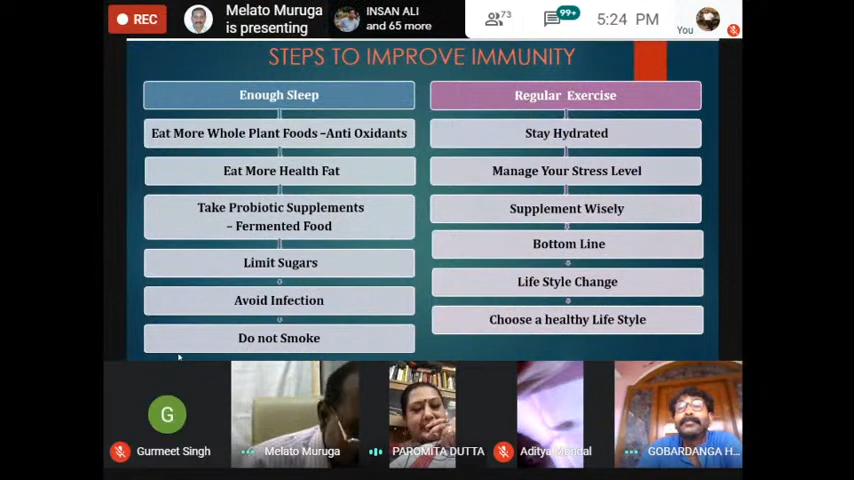 REC
Melato Muruga
is presenting
INSAN ALI
and 65 more
73
99+
5:24 PM
You
STEPS TO IMPROVE IMMUNITY
Enough Sleep
Eat More Whole Plant Foods –Anti Oxidants
Eat More Health Fat
Take Probiotic Supplements
– Fermented Food
Limit Sugars
Avoid Infection
Do not Smoke
Regular Exercise
Stay Hydrated
Manage Your Stress Level
Supplement Wisely
Bottom Line
Life Style Change
Choose a healthy Life Style
G
Gurmeet Singh
Melato Muruga
PAROMITA DUTTA
Aditya Mondal
GOBARDANGA H...